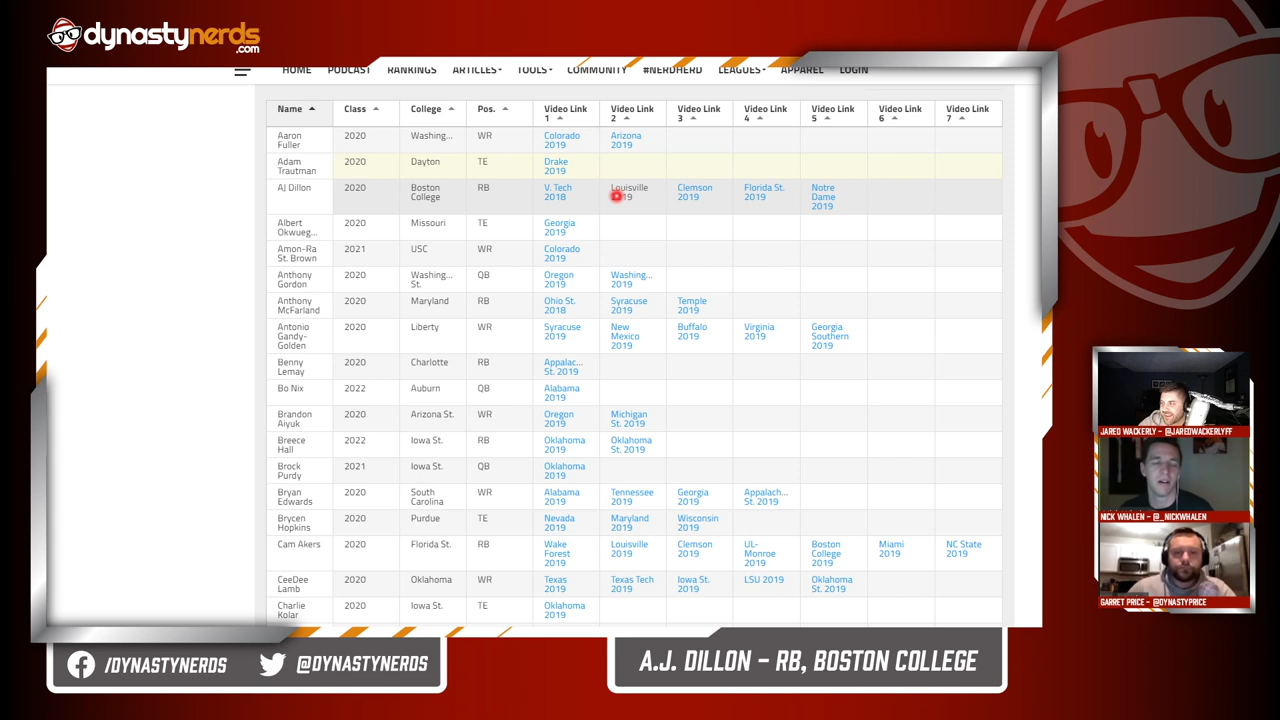 dynastynerds
.com
HOME PODCAST RANKINGS ARTICLES TOOLS COMMUNITY #NERDHERD LEAGUES APPAREL LOGIN
Name Class College Pos. Video Link 1 Video Link 2 Video Link 3 Video Link 4 Video Link 5 Video Link 6 Video Link 7
Aaron Fuller 2020 Washing... WR Colorado 2019 Arizona 2019
Adam Trautman 2020 Dayton TE Drake 2019
AJ Dillon 2020 Boston College RB V. Tech 2018 Louisville Clemson 2019 Florida St. 2019 Notre Dame 2019
Albert Okwueg... 2020 Missouri TE Georgia 2019
Amon-Ra St. Brown 2021 USC WR Colorado 2019
Anthony Gordon 2020 Washing... St. QB Oregon 2019 Washing... 2019
Anthony McFarland 2020 Maryland RB Ohio St. 2018 Syracuse 2019 Temple 2019
Antonio Gandy-Golden 2020 Liberty WR Syracuse 2019 New Mexico 2019 Buffalo 2019 Virginia 2019 Georgia Southern 2019
Benny Lemay 2020 Charlotte RB Appalac... St. 2019
Bo Nix 2022 Auburn QB Alabama 2019
Brandon Aiyuk 2020 Arizona St. WR Oregon 2019 Michigan St. 2019
Breece Hall 2022 Iowa St. RB Oklahoma 2019 Oklahoma St. 2019
Brock Purdy 2021 Iowa St. QB Oklahoma 2019
Bryan Edwards 2020 South Carolina WR Alabama 2019 Tennessee 2019 Georgia 2019 Appalach... St. 2019
Brycen Hopkins 2020 Purdue TE Nevada 2019 Maryland 2019 Wisconsin 2019
Cam Akers 2020 Florida St. RB Wake Forest 2019 Louisville 2019 Clemson 2019 UL-Monroe 2019 Boston College 2019 Miami 2019 NC State 2019
CeeDee Lamb 2020 Oklahoma WR Texas 2019 Texas Tech 2019 Iowa St. 2019 LSU 2019 Oklahoma St. 2019
Charlie Kolar 2020 Iowa St. TE Oklahoma 2019
JARED WACKERLY – @JAREDWACKERLYFF
NICK WHALEN – @_NICKWHALEN
GARRET PRICE – @DYNASTYPRICE
/DYNASTYNERDS @DYNASTYNERDS
A.J. DILLON – RB, BOSTON COLLEGE